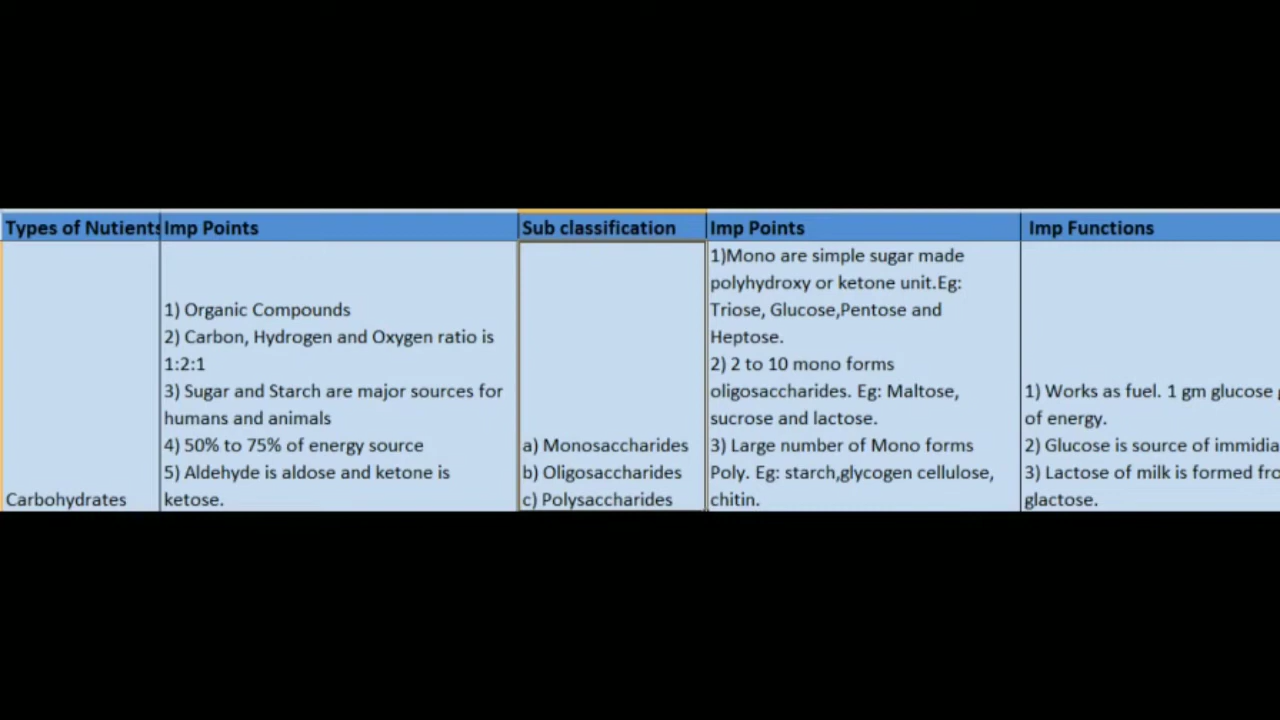 Types of Nutients
Imp Points
Sub classification
Imp Points
Imp Functions
Carbohydrates
1) Organic Compounds
2) Carbon, Hydrogen and Oxygen ratio is
1:2:1
3) Sugar and Starch are major sources for
humans and animals
4) 50% to 75% of energy source
5) Aldehyde is aldose and ketone is
ketose.
a) Monosaccharides
b) Oligosaccharides
c) Polysaccharides
1)Mono are simple sugar made
polyhydroxy or ketone unit.Eg:
Triose, Glucose,Pentose and
Heptose.
2) 2 to 10 mono forms
oligosaccharides. Eg: Maltose,
sucrose and lactose.
3) Large number of Mono forms
Poly. Eg: starch,glycogen cellulose,
chitin.
1) Works as fuel. 1 gm glucose
of energy.
2) Glucose is source of
3) Lactose of milk is formed
glactose.